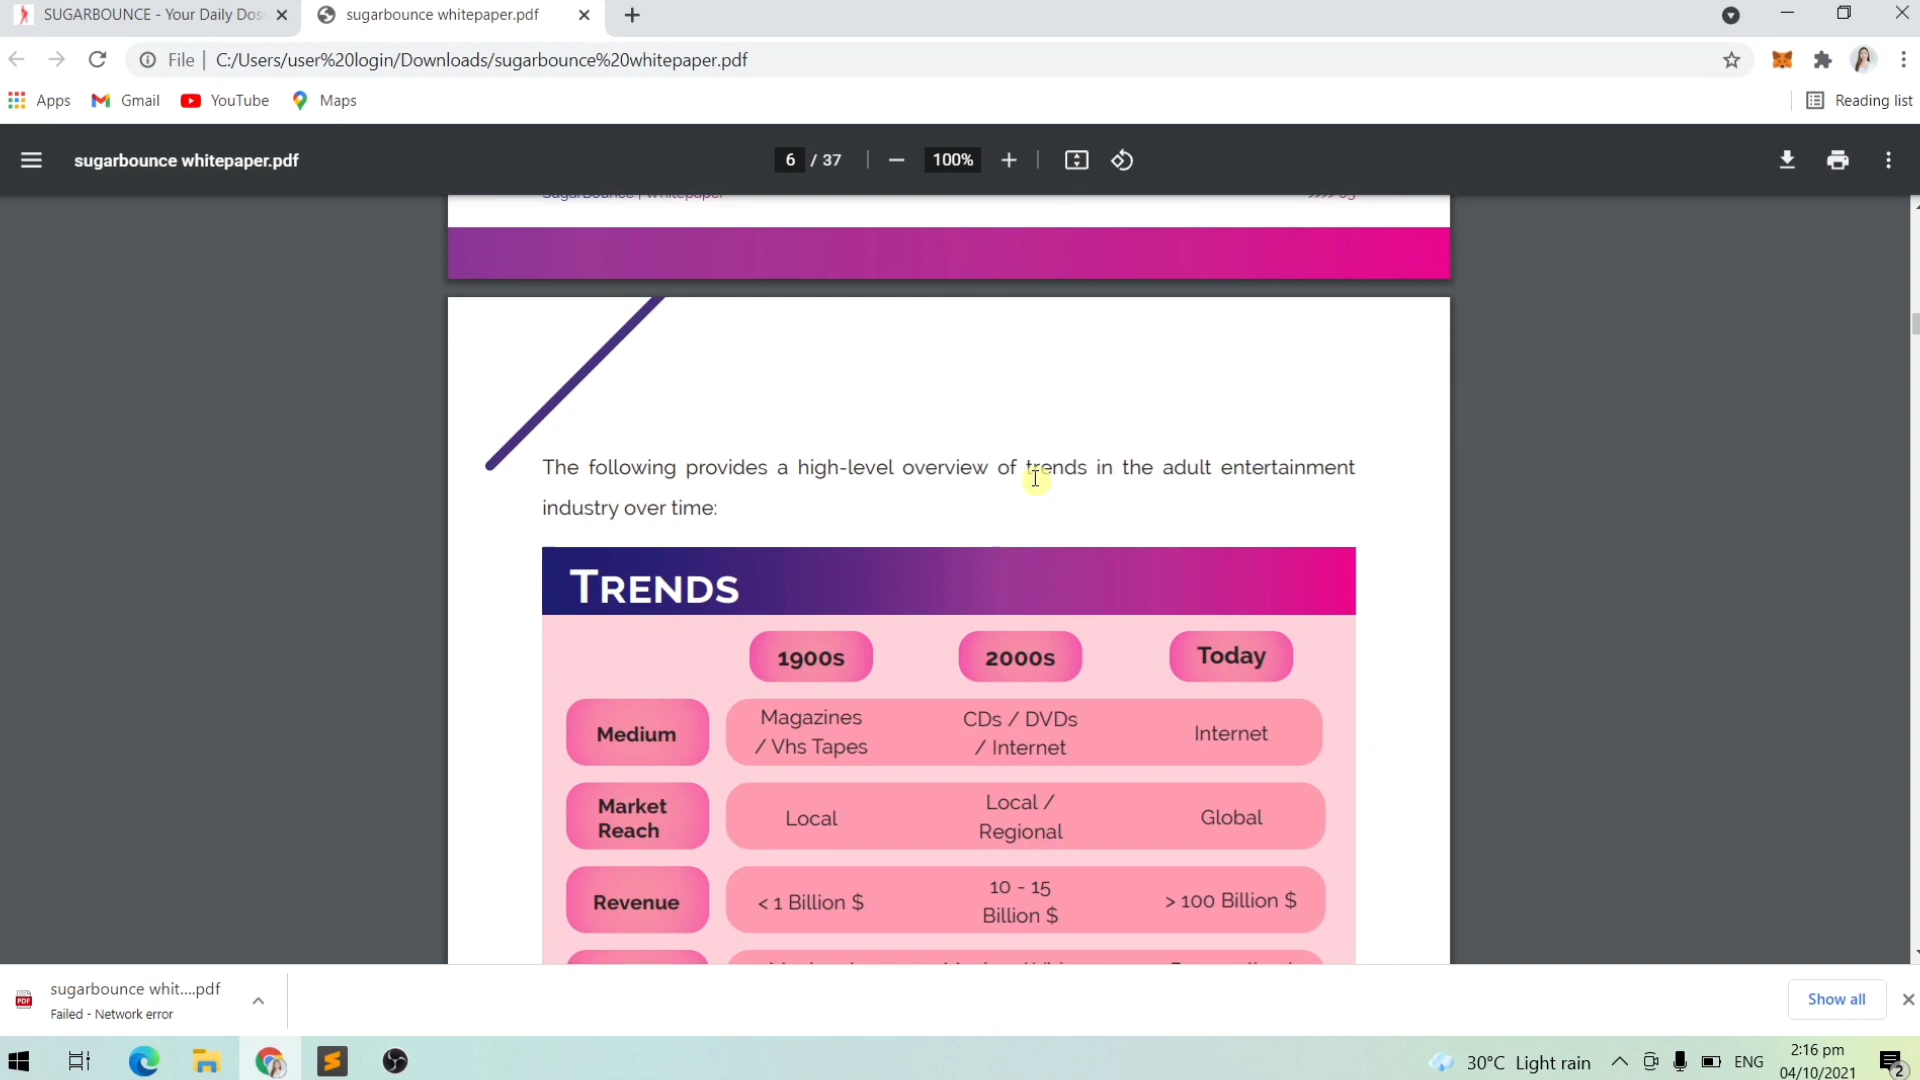 SUGARBOUNCE - Your Daily Dos
sugarbounce whitepaper.pdf
File | C:/Users/user%20login/Downloads/sugarbounce%20whitepaper.pdf
Apps Gmail YouTube Maps Reading list
sugarbounce whitepaper.pdf 6 / 37 100%
SugarBounce | Whitepaper
The following provides a high-level overview of trends in the adult entertainment
industry over time:
TRENDS
1900s 2000s Today
Medium
Magazines
/ Vhs Tapes
CDs / DVDs
/ Internet
Internet
Market
Reach
Local
Local /
Regional
Global
Revenue
< 1 Billion $
10 - 15
Billion $
> 100 Billion $
sugarbounce whit....pdf
Failed - Network error
Show all
PDF
30°C Light rain
ENG
2:16 pm
04/10/2021
2